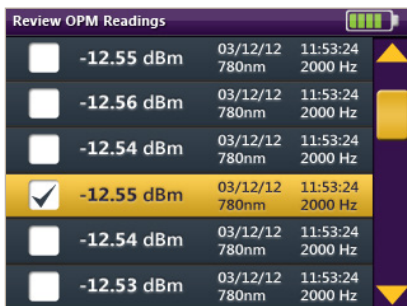 Review OPM Readings
-12.55 dBm 03/12/12 11:53:24
780nm 2000 Hz
-12.56 dBm 03/12/12 11:53:24
780nm 2000 Hz
-12.54 dBm 03/12/12 11:53:24
780nm 2000 Hz
-12.55 dBm 03/12/12 11:53:24
780nm 2000 Hz
-12.54 dBm 03/12/12 11:53:24
780nm 2000 Hz
-12.53 dBm 03/12/12 11:53:24
780nm 2000 Hz